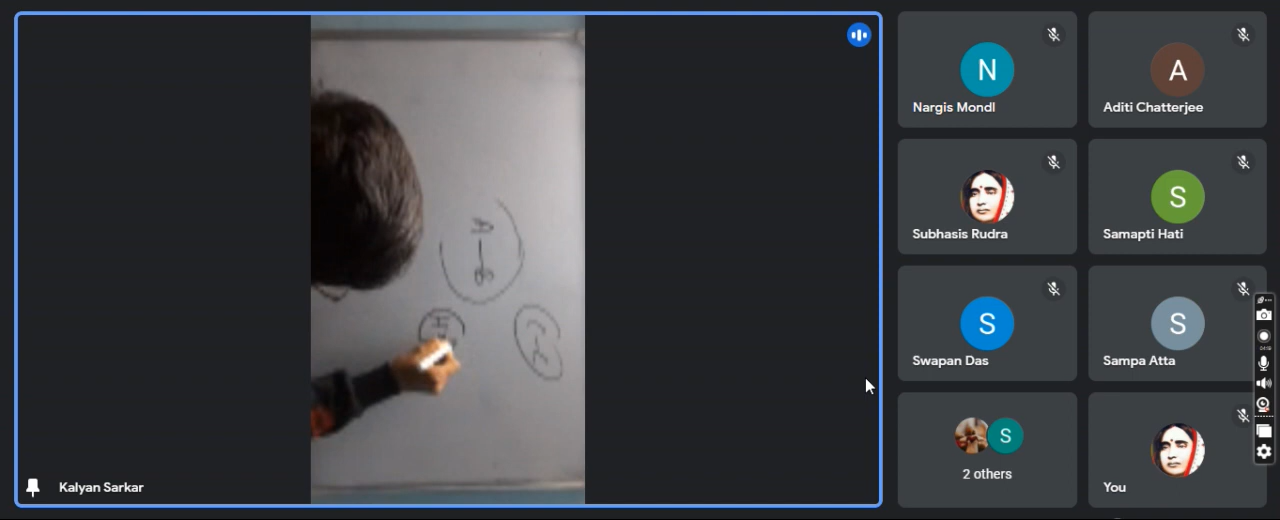 A-B
C-L
Kalyan Sarkar
N
Nargis Mondl
A
Aditi Chatterjee
Subhasis Rudra
S
Samapti Hati
S
Swapan Das
S
Sampa Atta
S
2 others
You